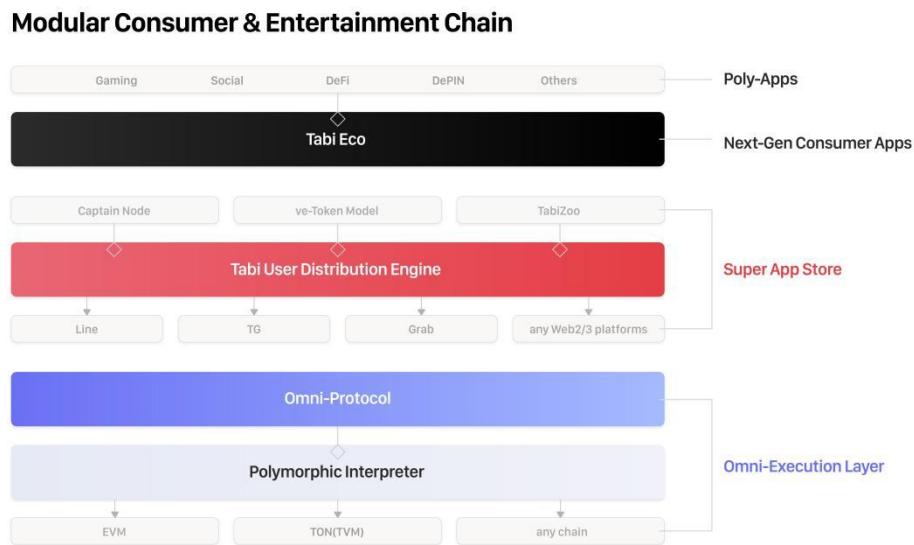 Modular Consumer & Entertainment Chain
Gaming Social DeFi DePIN Others Poly-Apps
Tabi Eco Next-Gen Consumer Apps
Captain Node ve-Token Model TabiZoo
Tabi User Distribution Engine Super App Store
Line TG Grab any Web2/3 platforms
Omni-Protocol
Polymorphic Interpreter Omni-Execution Layer
EVM TON(TVM) any chain